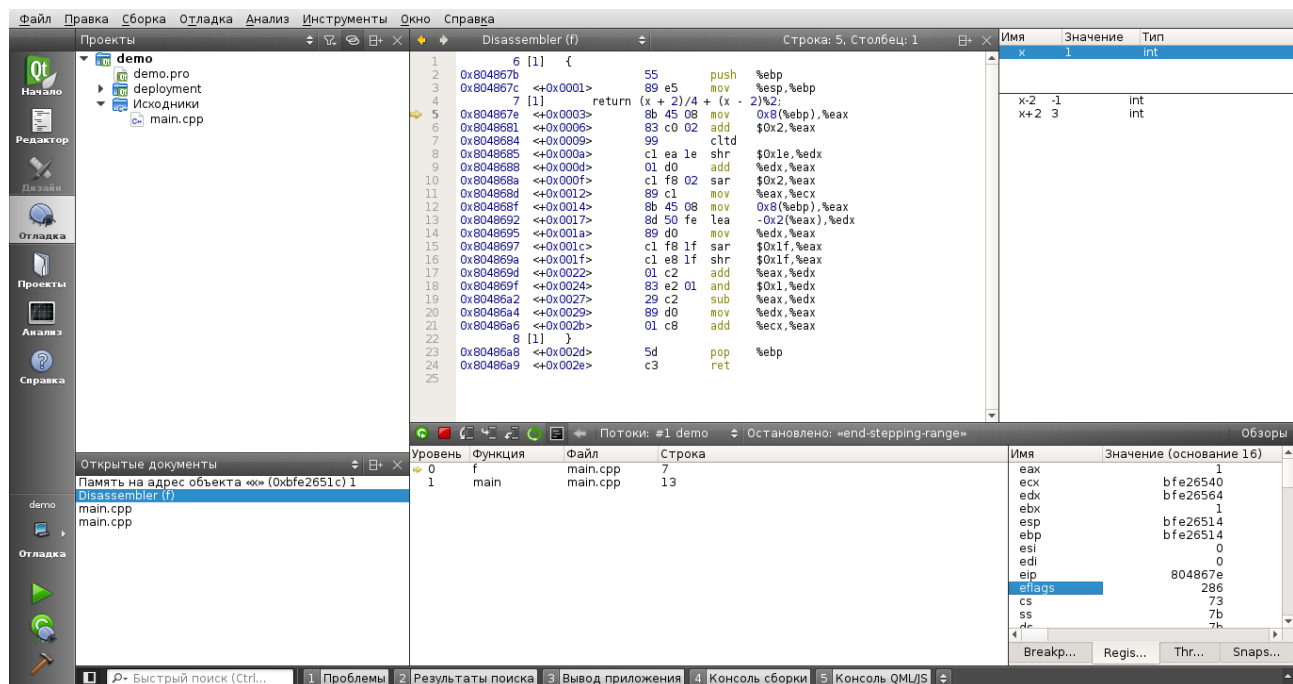 Файл Правка Сборка Отладка Анализ Инструменты Окно Справка
Проекты
Disassembler (f)
Строка: 5, Столбец: 1
Имя Значение Тип
x 1 int
x-2 -1 int
x+2 3 int
Начало
Редактор
Дизайн
Отладка
Проекты
Анализ
Справка
demo
demo.pro
deployment
Исходники
main.cpp
1 6 [1] {
2 0x804867b 55 push %ebp
3 0x804867c <+0x0001> 89 e5 mov %esp,%ebp
4 7 [1] return (x + 2)/4 + (x - 2)%2;
5 0x804867e <+0x0003> 8b 45 08 mov 0x8(%ebp),%eax
6 0x8048681 <+0x0006> 83 c0 02 add $0x2,%eax
7 0x8048684 <+0x0009> 99 cltd
8 0x8048685 <+0x000a> c1 ea 1e shr $0x1e,%edx
9 0x8048688 <+0x000d> 01 d0 add %edx,%eax
10 0x804868a <+0x000f> c1 f8 02 sar $0x2,%eax
11 0x804868d <+0x0012> 89 c1 mov %eax,%ecx
12 0x804868f <+0x0014> 8b 45 08 mov 0x8(%ebp),%eax
13 0x8048692 <+0x0017> 8d 50 fe lea -0x2(%eax),%edx
14 0x8048695 <+0x001a> 89 d0 mov %edx,%eax
15 0x8048697 <+0x001c> c1 f8 1f sar $0x1f,%eax
16 0x804869a <+0x001f> c1 e8 1f shr $0x1f,%eax
17 0x804869d <+0x0022> 01 c2 add %eax,%edx
18 0x804869f <+0x0024> 83 e2 01 and $0x1,%edx
19 0x80486a2 <+0x0027> 29 c2 sub %eax,%edx
20 0x80486a4 <+0x0029> 89 d0 mov %edx,%eax
21 0x80486a6 <+0x002b> 01 c8 add %ecx,%eax
22 8 [1] }
23 0x80486a8 <+0x002d> 5d pop %ebp
24 0x80486a9 <+0x002e> c3 ret
25
Потоки: #1 demo
Остановлено: «end-stepping-range»
Обзоры
Открытые документы
Память на адрес объекта «x» (0xbfe2651c) 1
Disassembler (f)
main.cpp
main.cpp
demo
Отладка
Уровень Функция Файл Строка
0 f main.cpp 7
1 main main.cpp 13
Имя Значение (основание 16)
eax 1
ecx bfe26540
edx bfe26564
ebx 1
esp bfe26514
ebp bfe26514
esi 0
edi 0
eip 804867e
eflags 286
cs 73
ss 7b
ds 7b
Breakp... Regis... Thr... Snaps...
Быстрый поиск (Ctrl...
1 Проблемы 2 Результаты поиска 3 Вывод приложения 4 Консоль сборки 5 Консоль QML/JS